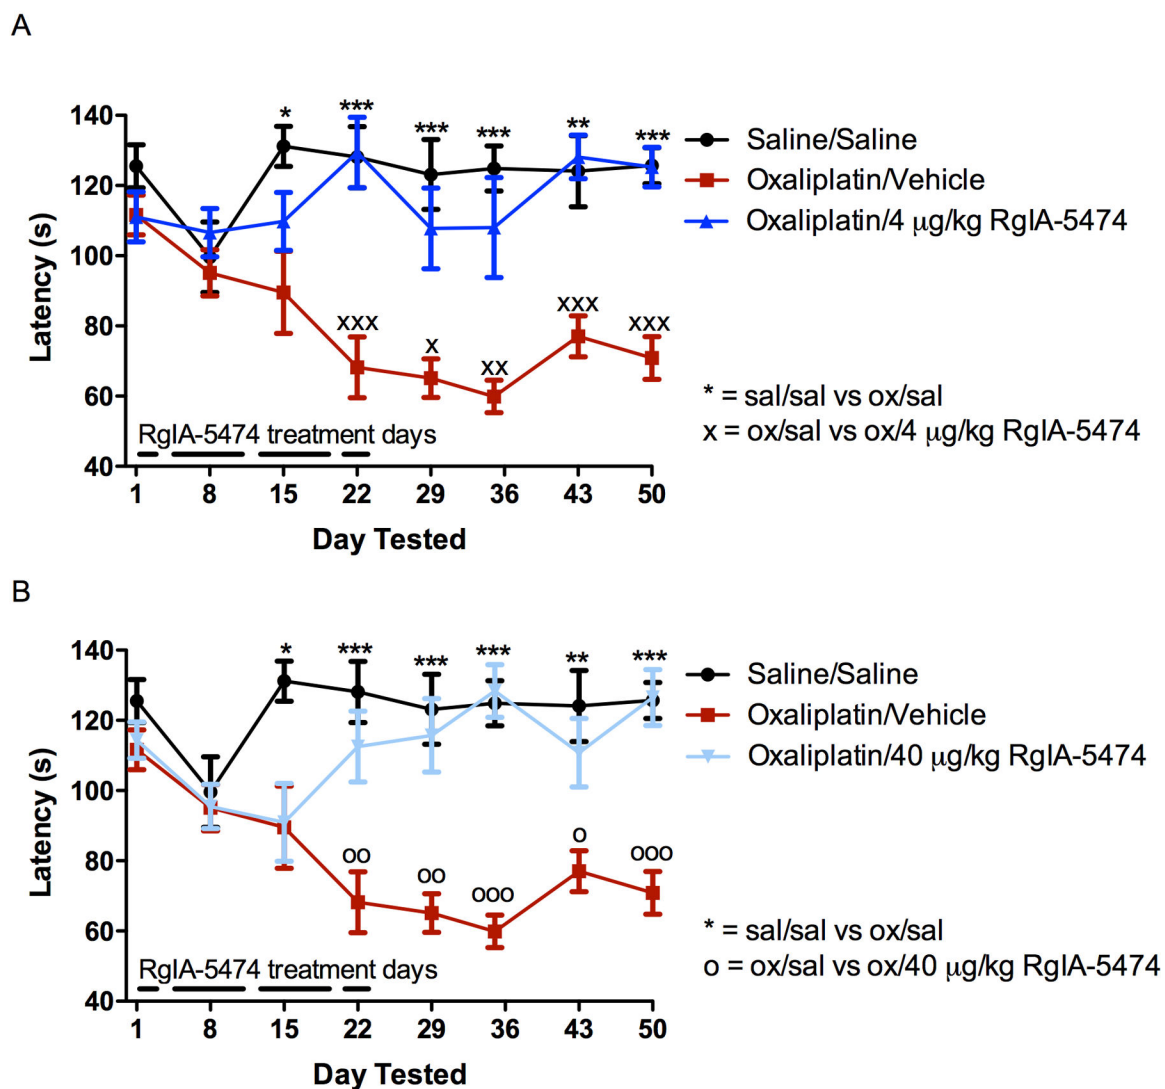 A
140
120
100
80
60
40
Latency (s)
* *** *** *** ** ***
xxx x xx xxx xxx
RgIA-5474 treatment days
1 8 15 22 29 36 43 50
Day Tested
Saline/Saline
Oxaliplatin/Vehicle
Oxaliplatin/4 μg/kg RgIA-5474
* = sal/sal vs ox/sal
x = ox/sal vs ox/4 μg/kg RgIA-5474
B
140
120
100
80
60
40
Latency (s)
* *** *** *** ** ***
oo oo ooo o ooo
RgIA-5474 treatment days
1 8 15 22 29 36 43 50
Day Tested
Saline/Saline
Oxaliplatin/Vehicle
Oxaliplatin/40 μg/kg RgIA-5474
* = sal/sal vs ox/sal
o = ox/sal vs ox/40 μg/kg RgIA-5474